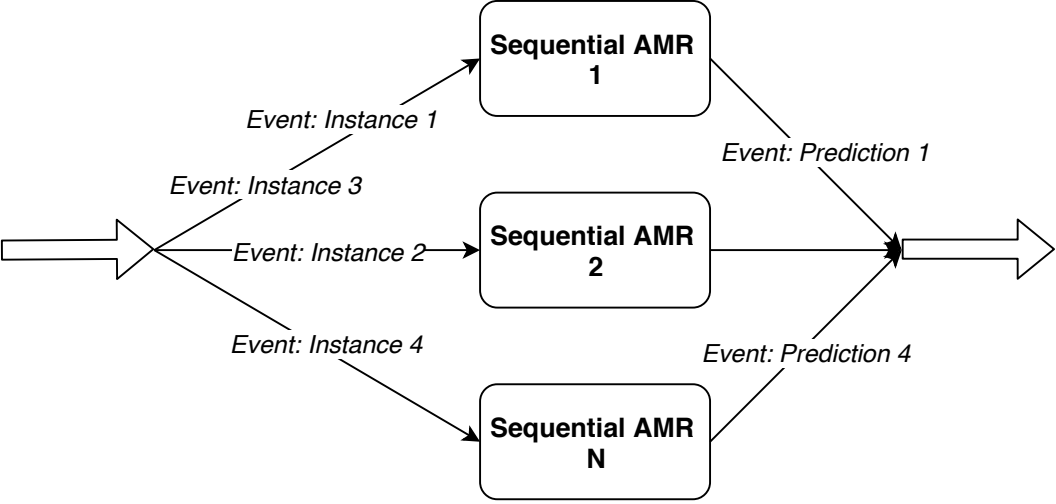 Sequential AMR
1
Event: Instance 1
Event: Prediction 1
Event: Instance 3
Sequential AMR
2
Event: Instance 2
Event: Instance 4
Event: Prediction 4
Sequential AMR
N